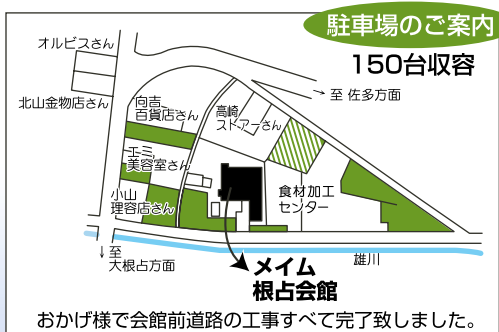 駐車場のご案内
150台収容
オルビスさん
北山金物店さん
向吉
百貨店さん
高崎
ストアーさん
→ 至 佐多方面
エミ
美容室さん
小山
理容店さん
食材加工
センター
↓至
大根占方面
メイム
根占会館
雄川
おかげ様で会館前道路の工事すべて完了致しました。